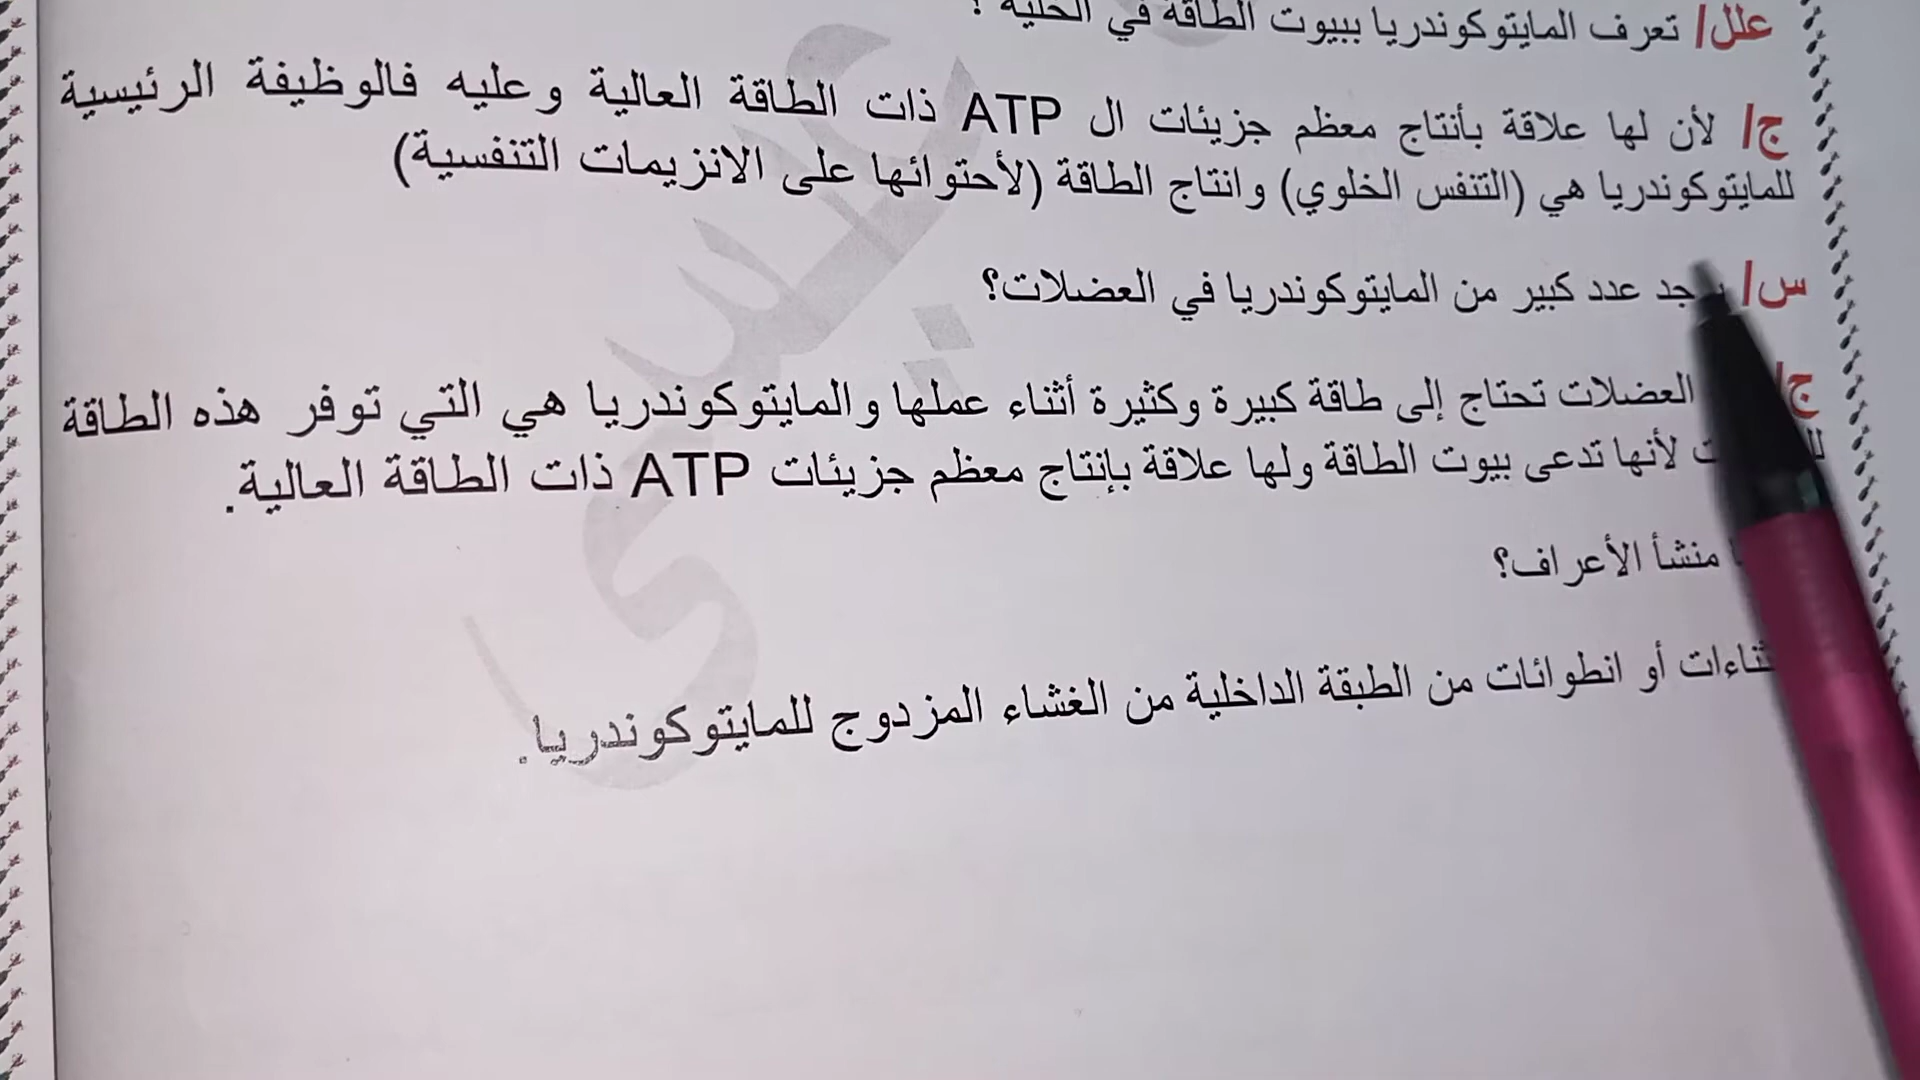 علل/ تعرف المايتوكوندريا ببيوت الطاقة في الخلية ؟
ج/ لأن لها علاقة بأنتاج معظم جزيئات ال ATP ذات الطاقة العالية وعليه فالوظيفة الرئيسية
للمايتوكوندريا هي (التنفس الخلوي) وانتاج الطاقة (لأحتوائها على الانزيمات التنفسية)
س/ عدد كبير من المايتوكوندريا في العضلات؟
ج/ العضلات تحتاج إلى طاقة كبيرة وكثيرة أثناء عملها والمايتوكوندريا هي التي توفر هذه الطاقة
لأنها تدعى بيوت الطاقة ولها علاقة بإنتاج معظم جزيئات ATP ذات الطاقة العالية.
منشأ الأعراف؟
أو انطوائات من الطبقة الداخلية من الغشاء المزدوج للمايتوكوندريا.